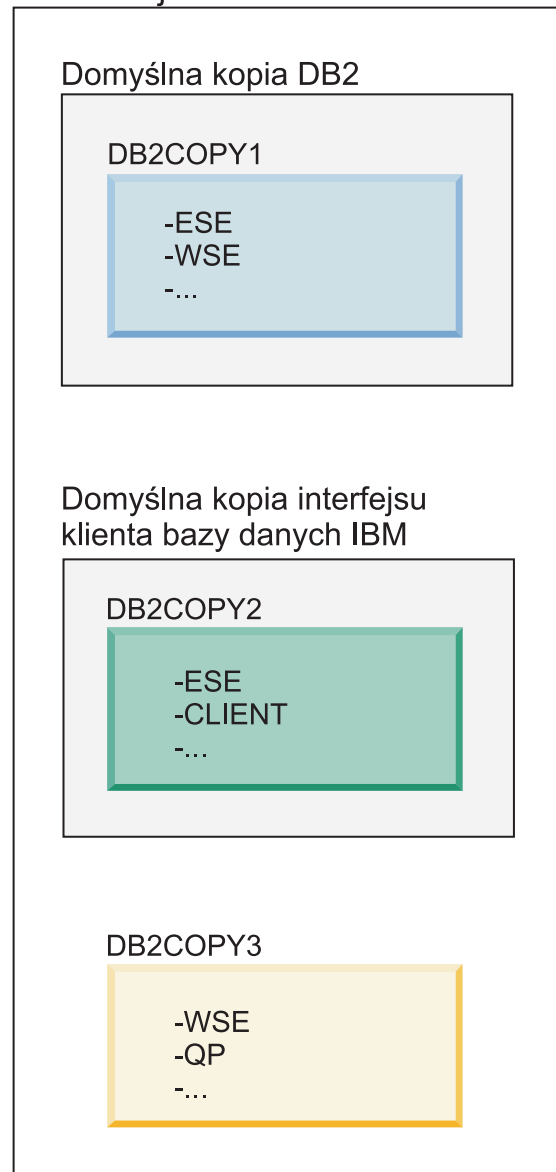 Domyślna kopia DB2
DB2COPY1
-ESE
-WSE
-...
Domyślna kopia interfejsu
klienta bazy danych IBM
DB2COPY2
-ESE
-CLIENT
-...
DB2COPY3
-WSE
-QP
-...